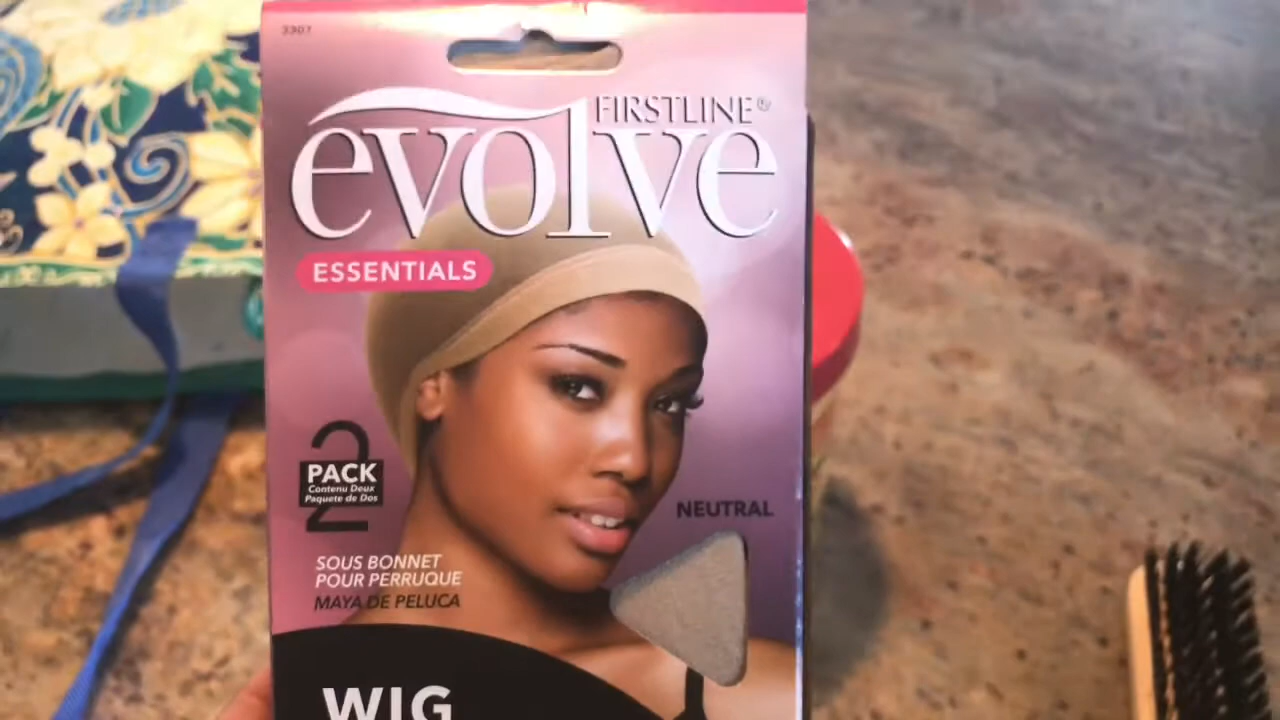 3307
FIRSTLINE®
evolve
ESSENTIALS
2
PACK
Contenu Deux
Paquete de Dos
NEUTRAL
SOUS BONNET
POUR PERRUQUE
MAYA DE PELUCA
WIG